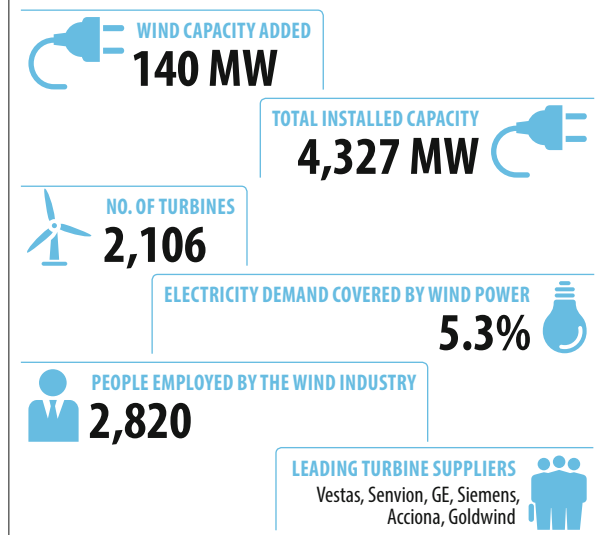 WIND CAPACITY ADDED
140 MW
TOTAL INSTALLED CAPACITY
4,327 MW
NO. OF TURBINES
2,106
ELECTRICITY DEMAND COVERED BY WIND POWER
5.3%
PEOPLE EMPLOYED BY THE WIND INDUSTRY
2,820
LEADING TURBINE SUPPLIERS
Vestas, Senvion, GE, Siemens,
Acciona, Goldwind